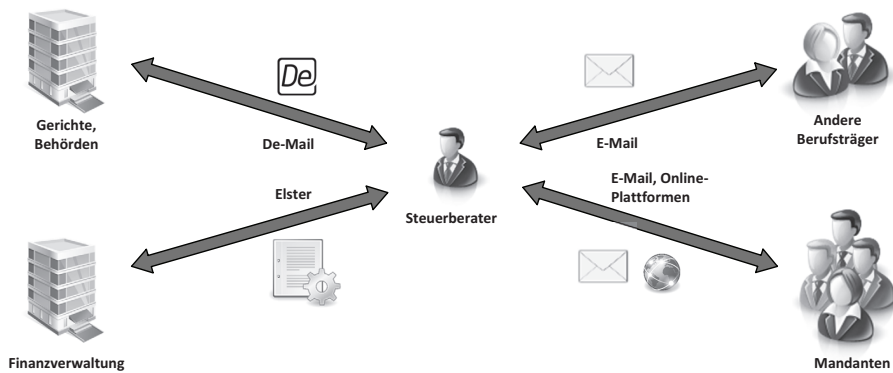 De
Gerichte,
Behörden
De-Mail
E-Mail
Andere
Berufsträger
Elster
Steuerberater
E-Mail, Online-
Plattformen
Finanzverwaltung
Mandanten